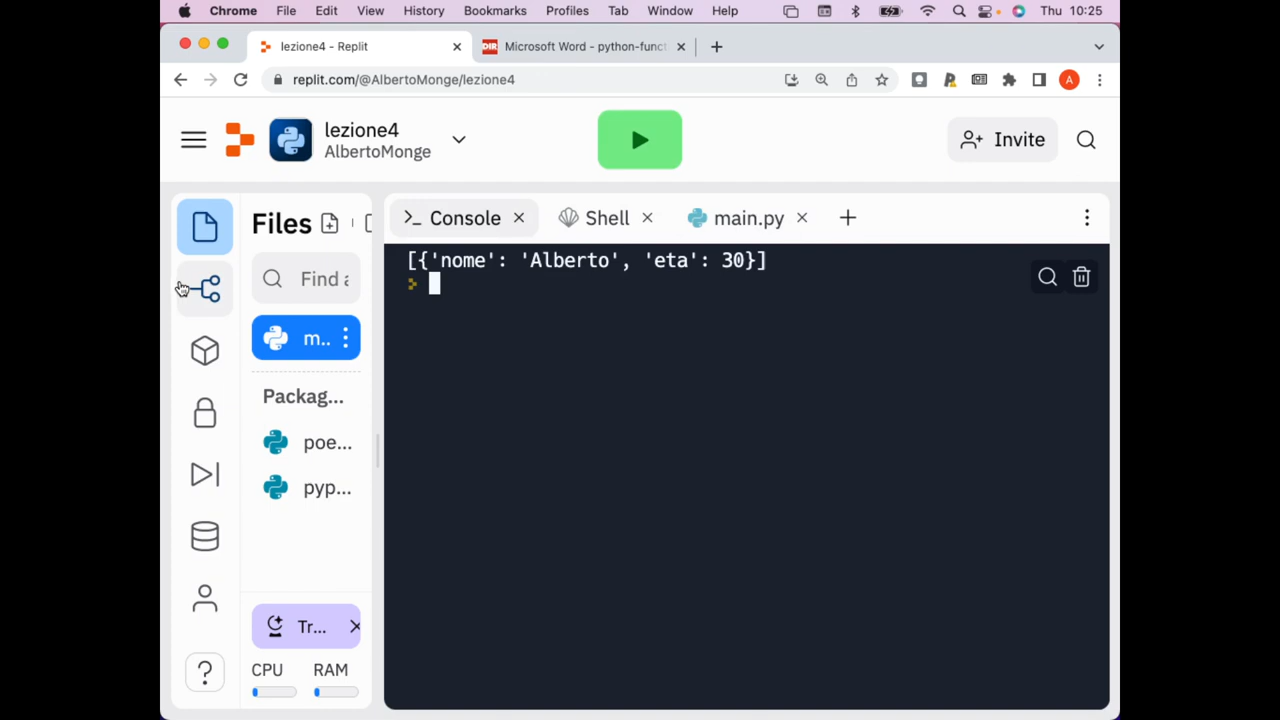 Chrome File Edit View History Bookmarks Profiles Tab Window Help Thu 10:25
lezione4 - Replit
DIR Microsoft Word - python-funct
replit.com/@AlbertoMonge/lezione4
A
lezione4
AlbertoMonge
Invite
Files
Console
Shell
main.py
[{'nome': 'Alberto', 'eta': 30}]
Find a
m..
Packag...
poe...
pyp...
Tr...
?
CPU RAM